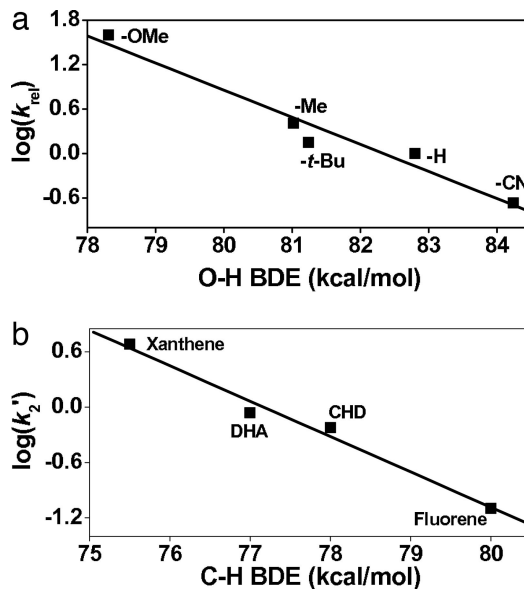 a
1.8
1.2
0.6
0.0
-0.6
log(k_rel)
-OMe
-Me
-t-Bu
-H
-CN
78 79 80 81 82 83 84
O-H BDE (kcal/mol)
b
0.6
0.0
-0.6
-1.2
log(k₂')
Xanthene
DHA
CHD
Fluorene
75 76 77 78 79 80
C-H BDE (kcal/mol)